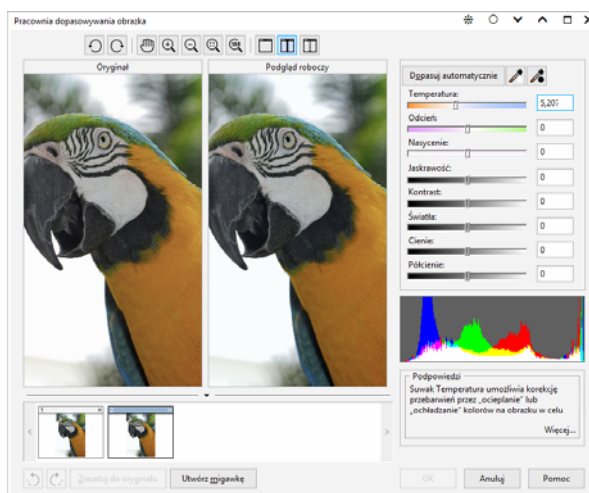 Pracownia dopasowywania obrazka
Oryginał
Podgląd roboczy
Dopasuj automatycznie
Temperatura:
5,207
Odcień:
0
Nasycenie:
0
Jaskrawość:
0
Kontrast:
0
Światła:
0
Cienie:
0
Półcienie:
0
Podpowiedzi
Suwak Temperatura umożliwia korekcję
przebarwień przez „ocieplanie” lub
„ochładzanie” kolorów na obrazku w celu
Więcej...
1
Zresetuj do oryginału
Utwórz migawkę
OK
Anuluj
Pomoc